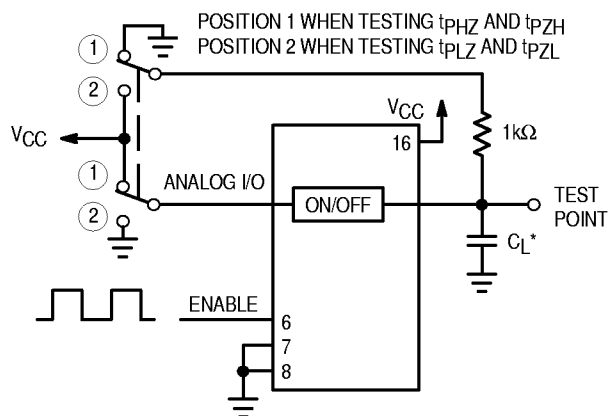 POSITION 1 WHEN TESTING tPHZ AND tPZH
POSITION 2 WHEN TESTING tPLZ AND tPZL
1
2
VCC
VCC
16
1kΩ
1
ANALOG I/O
ON/OFF
TEST
POINT
2
CL*
ENABLE
6
7
8